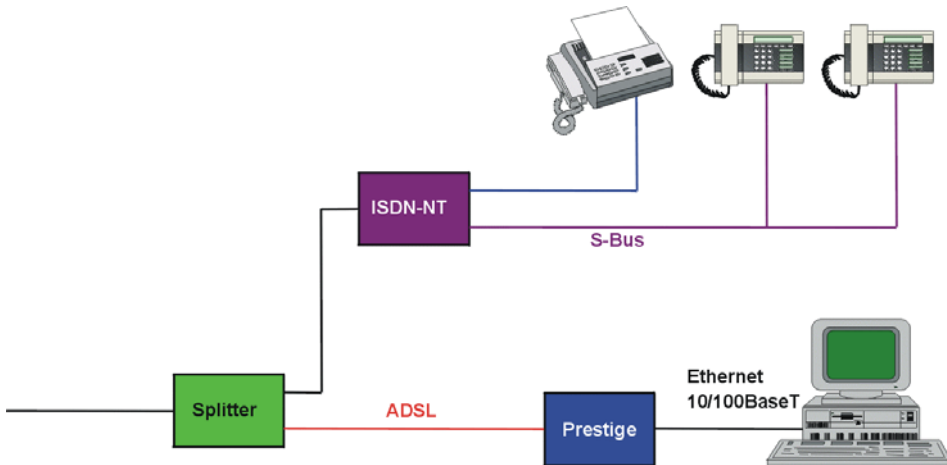 ISDN-NT
S-Bus
Splitter
ADSL
Prestige
Ethernet
10/100BaseT